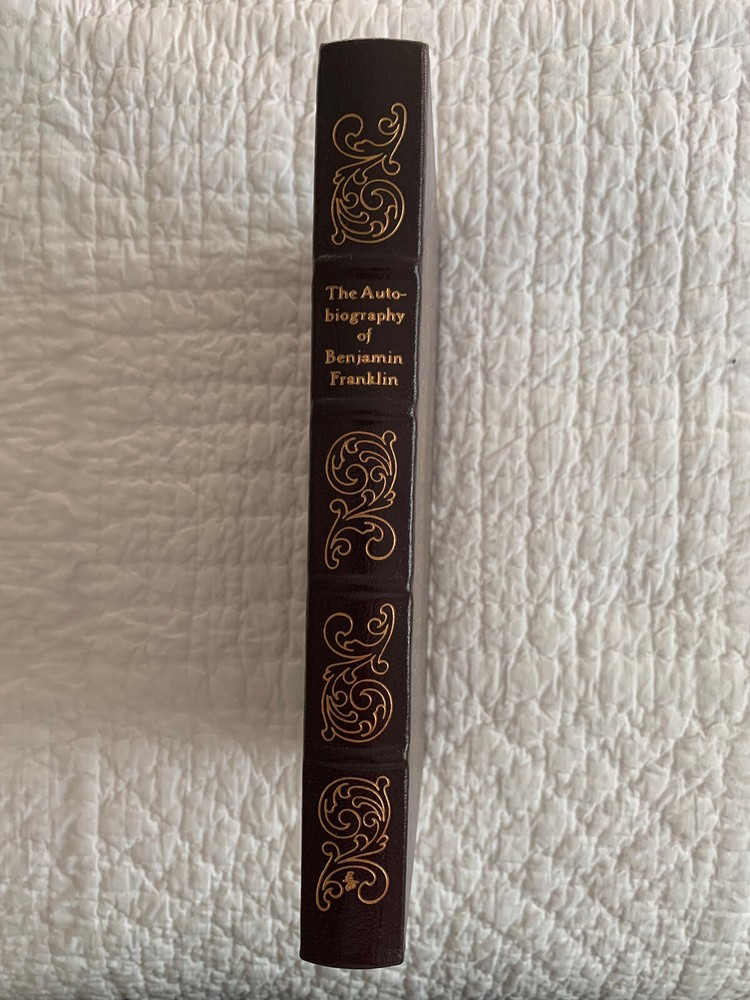 The Auto-
biography
of
Benjamin
Franklin